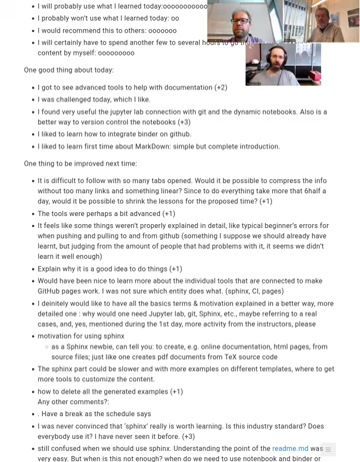 I will probably use what I learned today:ooooooooooo
I probably won't use what I learned today: oo
I would recommend this to others: ooooooo
I will certainly have to spend another few to several hours to go th
content by myself: ooooooooo
One good thing about today:
I got to see advanced tools to help with documentation (+2)
I was challenged today, which I like.
I found very useful the jupyter lab connection with git and the dynamic notebooks. Also is a
better way to version control the notebooks (+3)
I liked to learn how to integrate binder on github.
I liked to learn first time about MarkDown: simple but complete introduction.
One thing to be improved next time:
It is difficult to follow with so many tabs opened. Would it be possible to compress the info
without too many links and something linear? Since to do everything take more that 6half a
day, would it be possible to shrink the lessons for the proposed time? (+1)
The tools were perhaps a bit advanced (+1)
It feels like some things weren't properly explained in detail, like typical beginner's errors for
when pushing and pulling to and from github (something I suppose we should already have
learnt, but judging from the amount of people that had problems with it, it seems we didn't
learn it well enough)
Explain why it is a good idea to do things (+1)
Would have been nice to learn more about the individual tools that are connected to make
GitHub pages work. I was not sure which entity does what. (sphinx, CI, pages)
I deinitely would like to have all the basics terms & motivation explained in a better way, more
detailed one : why would one need Jupyter lab, git, Sphinx, etc., maybe referring to a real
cases, and, yes, mentioned during the 1st day, more activity from the instructors, please
motivation for using sphinx
as a Sphinx newbie, can tell you: to create, e.g. online documentation, html pages, from
source files; just like one creates pdf documents from TeX source code
The sphinx part could be slower and with more examples on different templates, where to get
more tools to customize the content.
how to delete all the generated examples (+1)
Any other comments?:
. Have a break as the schedule says
I was never convinced that 'sphinx' really is worth learning. Is this industry standard? Does
everybody use it? I have never seen it before. (+3)
still confused when we should use sphinx. Understanding the point of the readme.md was
very easy. But when is this not enough? when do we need to use notenbook and binder or